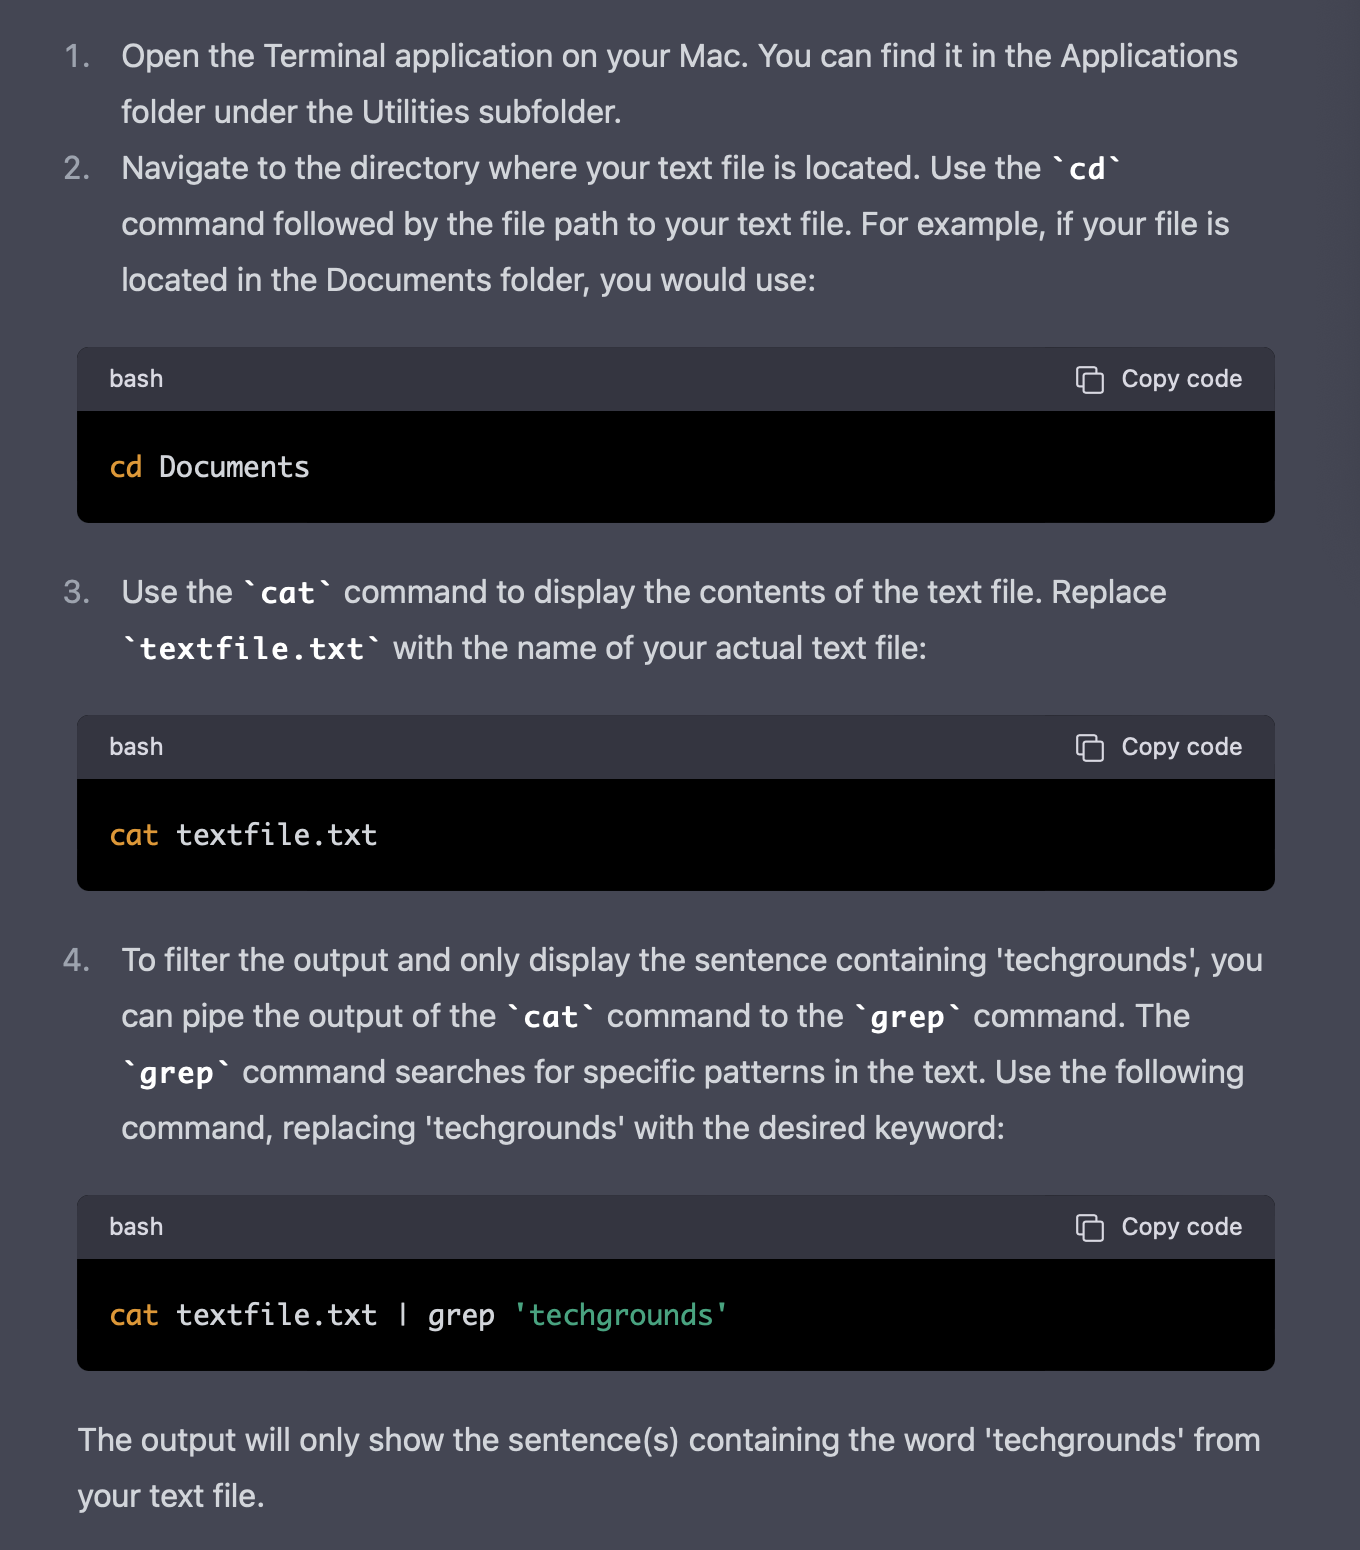 1. Open the Terminal application on your Mac. You can find it in the Applications
folder under the Utilities subfolder.
2. Navigate to the directory where your text file is located. Use the `cd`
command followed by the file path to your text file. For example, if your file is
located in the Documents folder, you would use:
bash Copy code
cd Documents
3. Use the `cat` command to display the contents of the text file. Replace
`textfile.txt` with the name of your actual text file:
bash Copy code
cat textfile.txt
4. To filter the output and only display the sentence containing 'techgrounds', you
can pipe the output of the `cat` command to the `grep` command. The
`grep` command searches for specific patterns in the text. Use the following
command, replacing 'techgrounds' with the desired keyword:
bash Copy code
cat textfile.txt | grep 'techgrounds'
The output will only show the sentence(s) containing the word 'techgrounds' from
your text file.